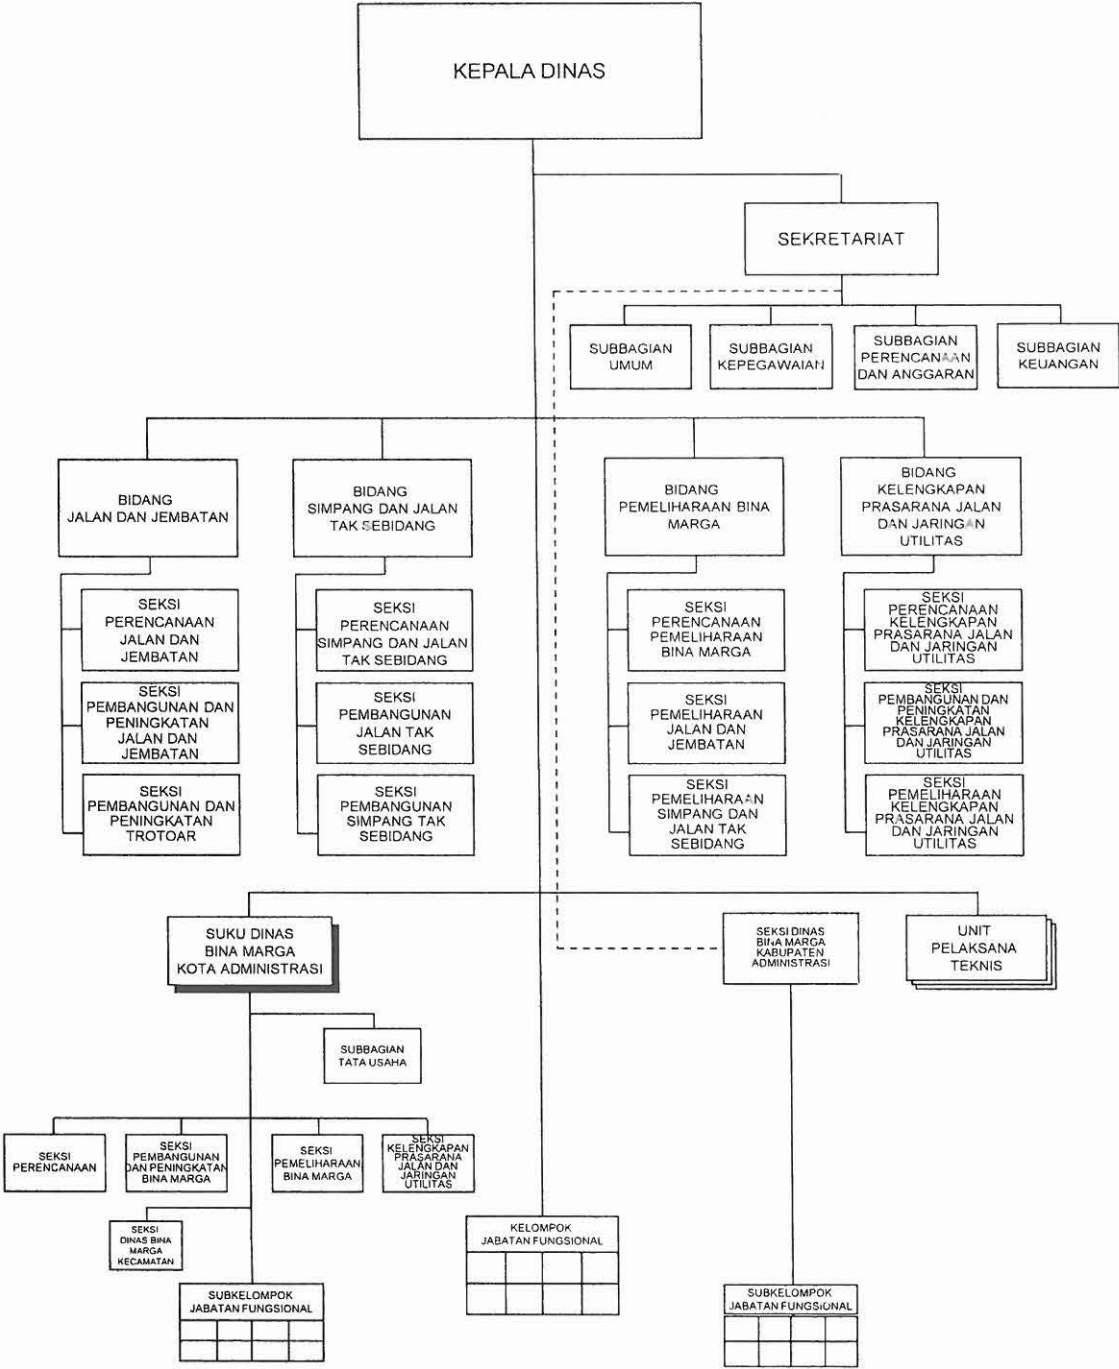 KEPALA DINAS
SEKRETARIAT
SUBBAGIAN
UMUM
SUBBAGIAN
KEPEGAWAIAN
SUBBAGIAN
PERENCANAAN
DAN ANGGARAN
SUBBAGIAN
KEUANGAN
BIDANG
JALAN DAN JEMBATAN
BIDANG
SIMPANG DAN JALAN
TAK SEBIDANG
BIDANG
PEMELIHARAAN BINA
MARGA
BIDANG
KELENGKAPAN
PRASARANA JALAN
DAN JARINGAN
UTILITAS
SEKSI
PERENCANAAN
JALAN DAN
JEMBATAN
SEKSI
PERENCANAAN
SIMPANG DAN JALAN
TAK SEBIDANG
SEKSI
PERENCANAAN
PEMELIHARAAN
BINA MARGA
SEKSI
PERENCANAAN
KELENGKAPAN
PRASARANA JALAN
DAN JARINGAN
UTILITAS
SEKSI
PEMBANGUNAN DAN
PENINGKATAN
JALAN DAN
JEMBATAN
SEKSI
PEMBANGUNAN
JALAN TAK
SEBIDANG
SEKSI
PEMELIHARAAN
JALAN DAN
JEMBATAN
SEKSI
PEMBANGUNAN DAN
PENINGKATAN
KELENGKAPAN
PRASARANA JALAN
DAN JARINGAN
UTILITAS
SEKSI
PEMBANGUNAN DAN
PENINGKATAN
TROTOAR
SEKSI
PEMBANGUNAN
SIMPANG TAK
SEBIDANG
SEKSI
PEMELIHARAAN
SIMPANG DAN
JALAN TAK
SEBIDANG
SEKSI
PEMELIHARAAN
KELENGKAPAN
PRASARANA JALAN
DAN JARINGAN
UTILITAS
SUKU DINAS
BINA MARGA
KOTA ADMINISTRASI
SEKSI DINAS
BINA MARGA
KABUPATEN
ADMINISTRASI
UNIT
PELAKSANA
TEKNIS
SUBBAGIAN
TATA USAHA
SEKSI
PERENCANAAN
SEKSI
PEMBANGUNAN
DAN PENINGKATAN
BINA MARGA
SEKSI
PEMELIHARAAN
BINA MARGA
SEKSI
KELENGKAPAN
PRASARANA
JALAN DAN
JARINGAN
UTILITAS
SEKSI
DINAS BINA
MARGA
KECAMATAN
KELOMPOK
JABATAN FUNGSIONAL
SUBKELOMPOK
JABATAN FUNGSIONAL
SUBKELOMPOK
JABATAN FUNGSIONAL